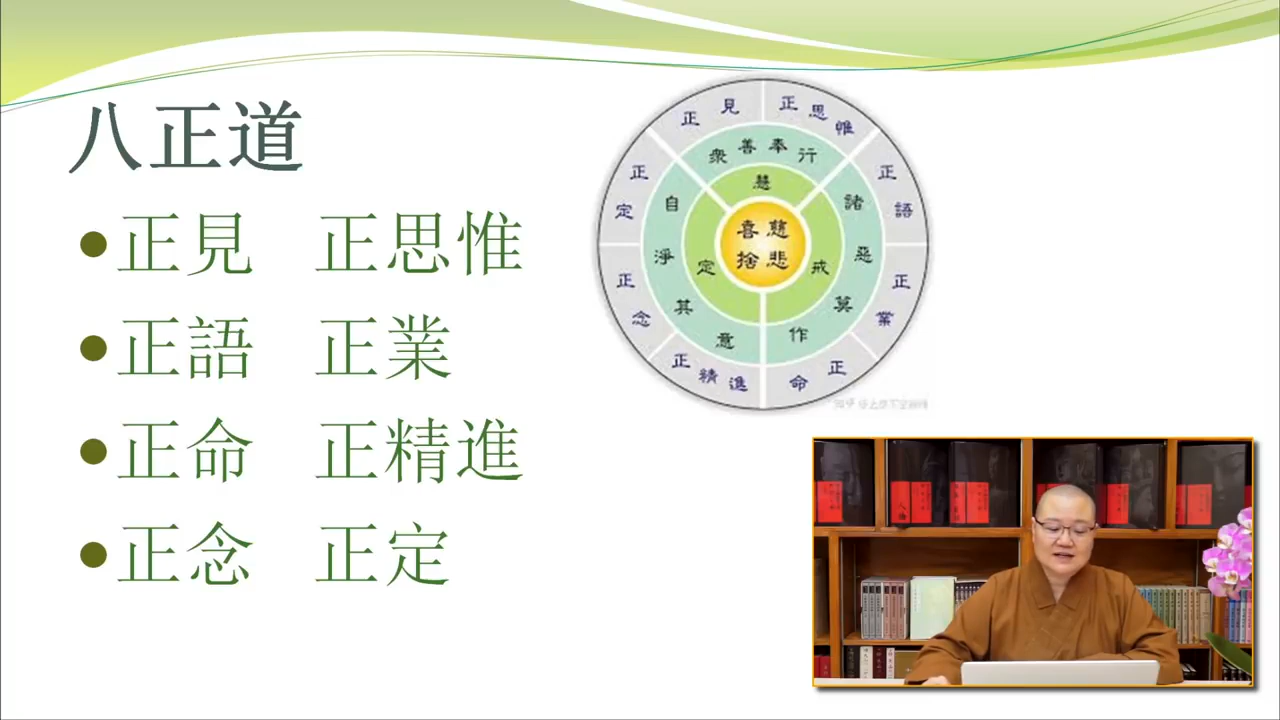 八正道
正見 正思惟
正語 正業
正命 正精進
正念 正定
正見
正思惟
正語
正業
正命
正精進
正念
正定
眾善奉行
諸惡莫作
自淨其意
慧
戒
定
慈悲
喜捨